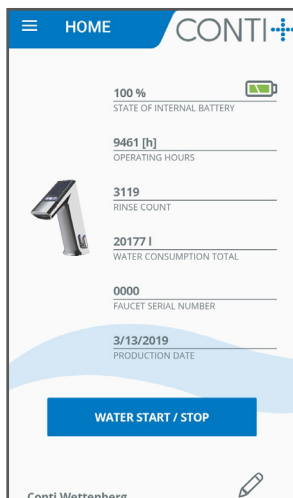 HOME
CONTI+
100 %
STATE OF INTERNAL BATTERY
9461 [h]
OPERATING HOURS
3119
RINSE COUNT
20177 l
WATER CONSUMPTION TOTAL
0000
FAUCET SERIAL NUMBER
3/13/2019
PRODUCTION DATE
WATER START / STOP
Conti Wettenberg